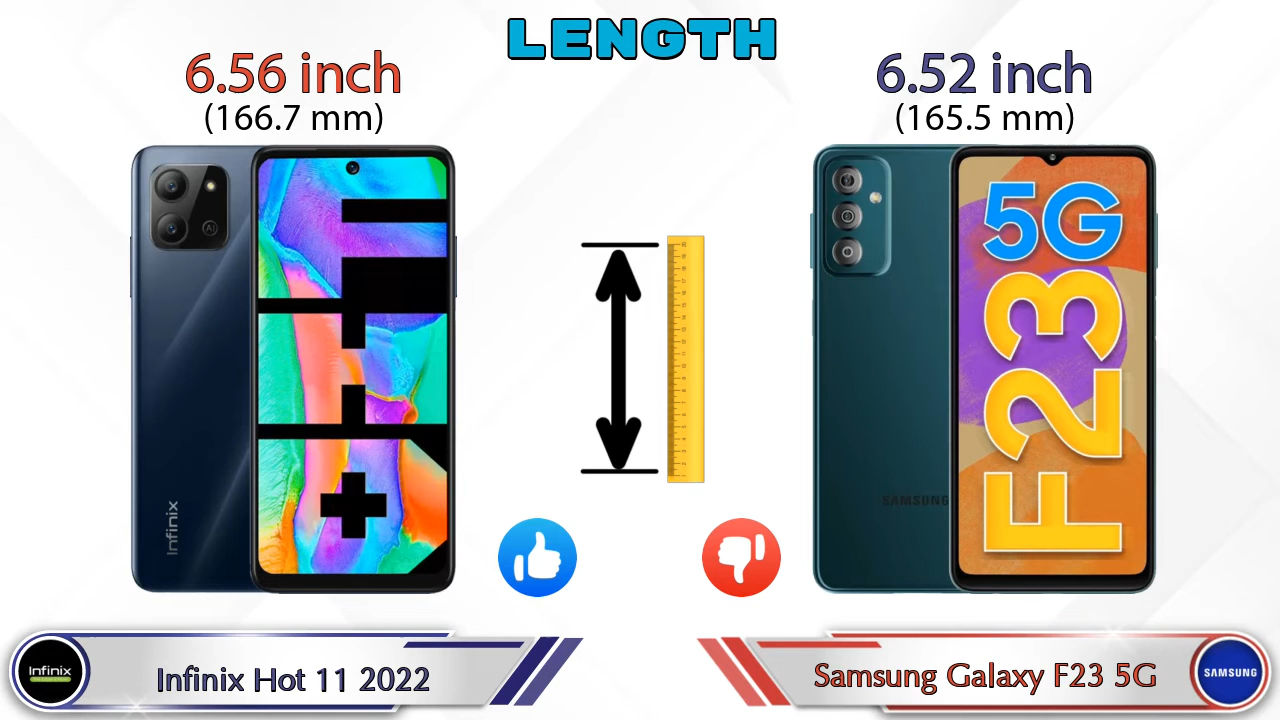 LENGTH
6.56 inch
(166.7 mm)
6.52 inch
(165.5 mm)
AI
Infinix
5G
F23
SAMSUNG
Infinix
Infinix Hot 11 2022
Samsung Galaxy F23 5G
SAMSUNG